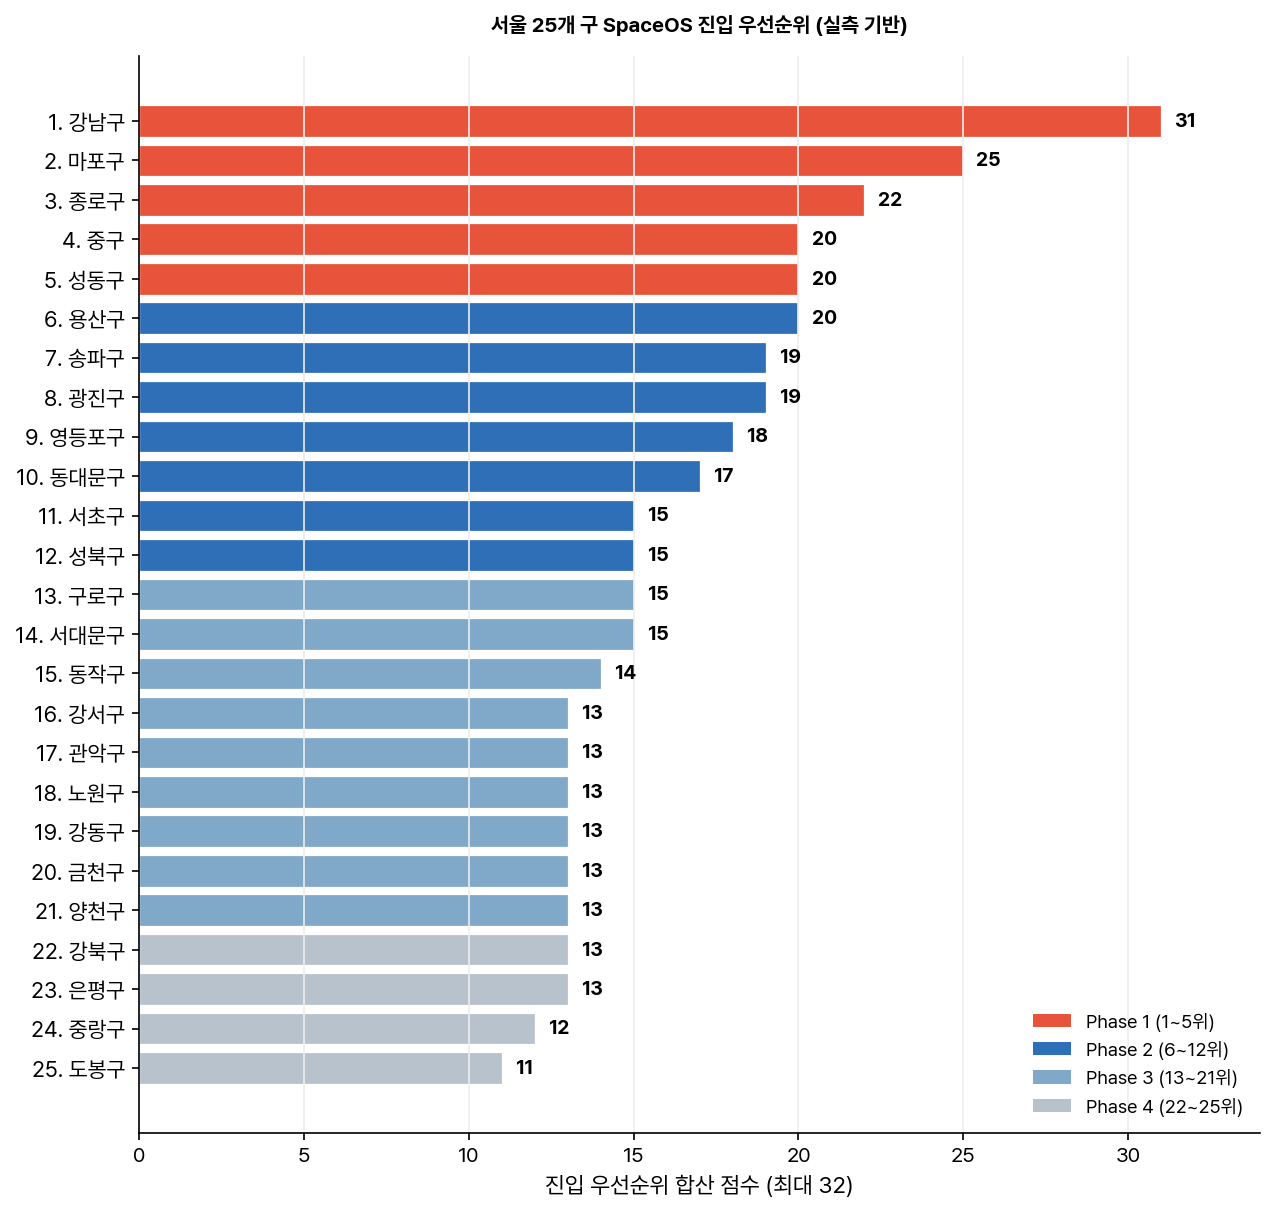 서울 25개 구 SpaceOS 진입 우선순위 (실측 기반)
1. 강남구 31
2. 마포구 25
3. 종로구 22
4. 중구 20
5. 성동구 20
6. 용산구 20
7. 송파구 19
8. 광진구 19
9. 영등포구 18
10. 동대문구 17
11. 서초구 15
12. 성북구 15
13. 구로구 15
14. 서대문구 15
15. 동작구 14
16. 강서구 13
17. 관악구 13
18. 노원구 13
19. 강동구 13
20. 금천구 13
21. 양천구 13
22. 강북구 13
23. 은평구 13
24. 중랑구 12
25. 도봉구 11
Phase 1 (1~5위)
Phase 2 (6~12위)
Phase 3 (13~21위)
Phase 4 (22~25위)
0 5 10 15 20 25 30
진입 우선순위 합산 점수 (최대 32)